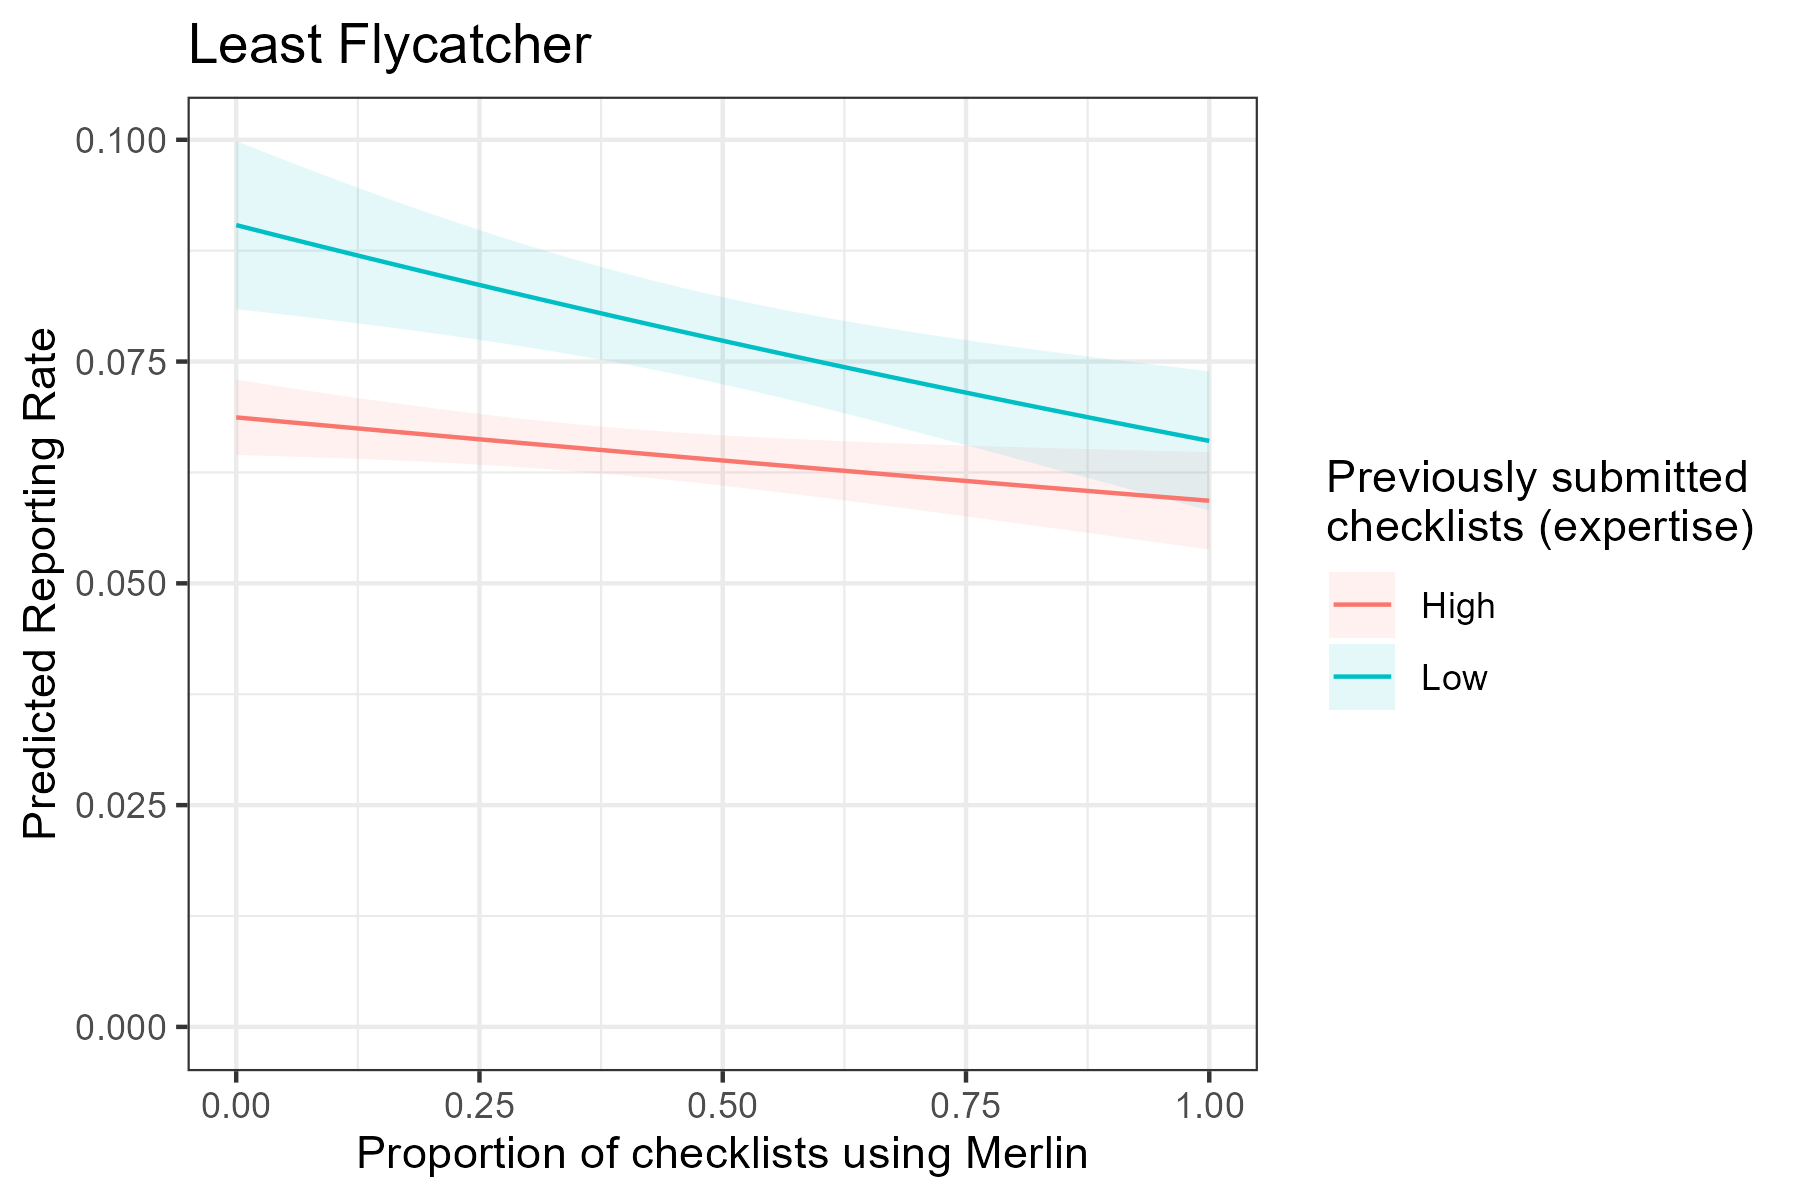 Least Flycatcher
Predicted Reporting Rate
0.100
0.075
0.050
0.025
0.000
0.00 0.25 0.50 0.75 1.00
Proportion of checklists using Merlin
Previously submitted
checklists (expertise)
High
Low